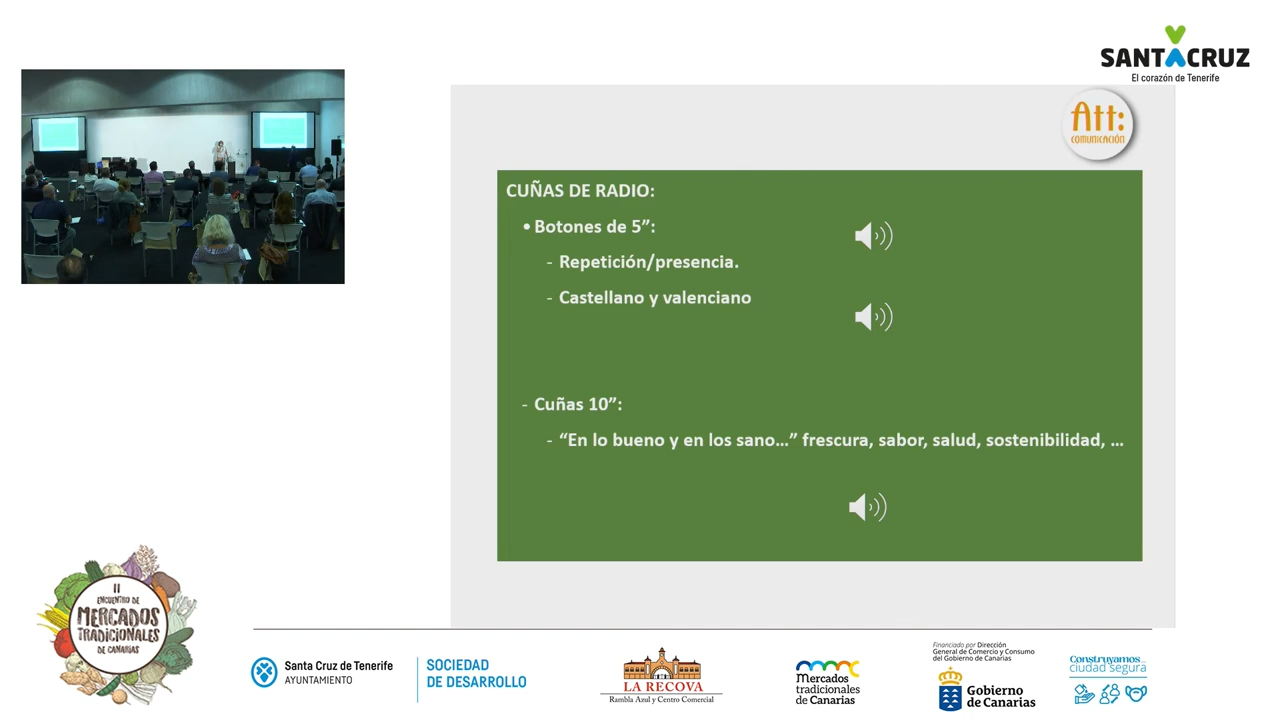 SANTACRUZ
El corazón de Tenerife
Att:
COMUNICACIÓN
CUÑAS DE RADIO:
• Botones de 5”:
- Repetición/presencia.
- Castellano y valenciano
- Cuñas 10”:
- “En lo bueno y en los sano...” frescura, sabor, salud, sostenibilidad, ...
II
ENCUENTRO DE
MERCADOS
TRADICIONALES
DE CANARIAS
Santa Cruz de Tenerife
AYUNTAMIENTO
SOCIEDAD
DE DESARROLLO
LA RECOVA
Rambla Azul y Centro Comercial
mercados
tradicionales
de Canarias
Financiado por Dirección
General de Comercio y Consumo
del Gobierno de Canarias
Gobierno
de Canarias
Construyamos...
ciudad segura